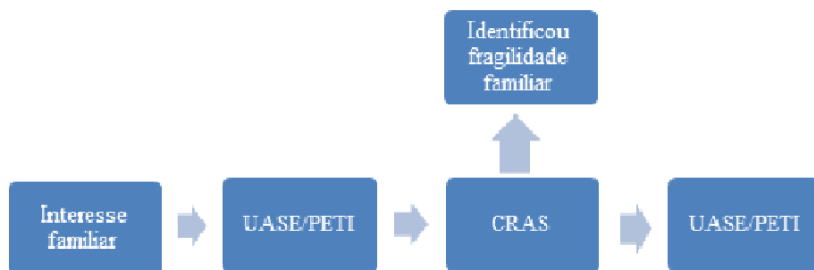 Identificou
fragilidade
familiar
Interesse
familiar
UASE/PETI
CRAS
UASE/PETI